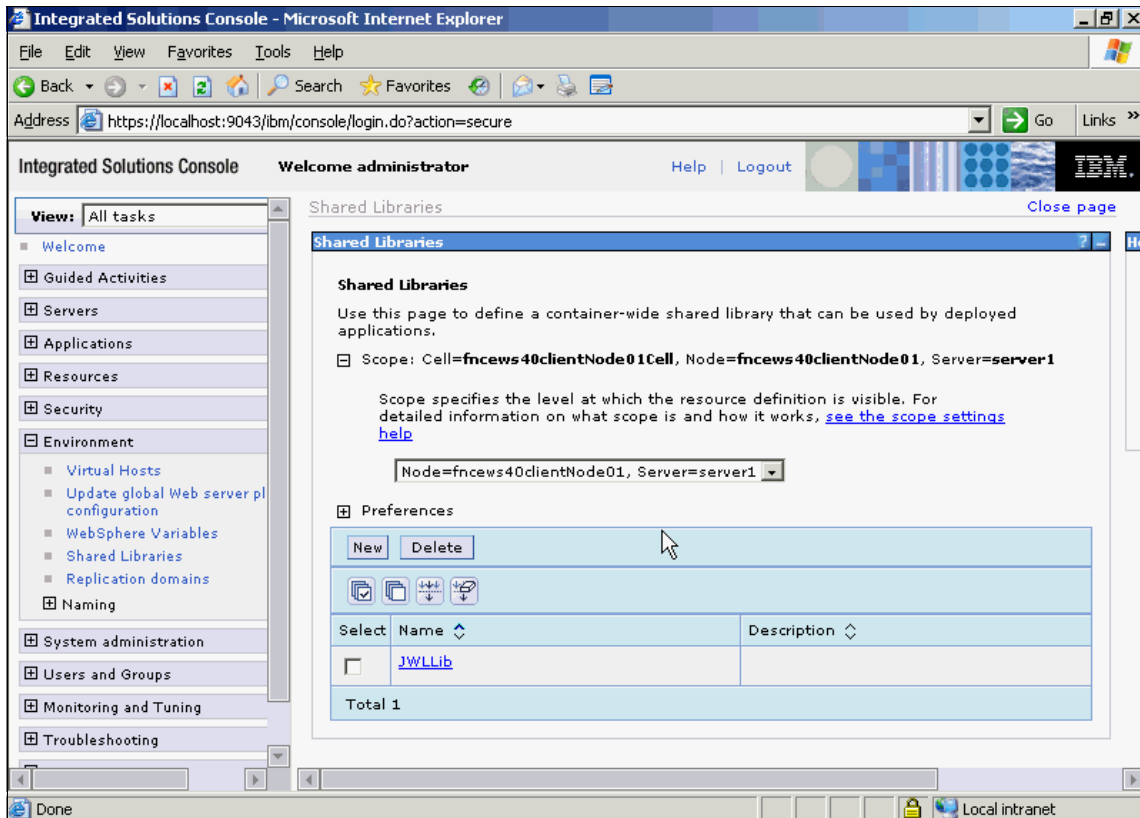 Integrated Solutions Console - Microsoft Internet Explorer
File Edit View Favorites Tools Help
Back Search Favorites
Address https://localhost:9043/ibm/console/login.do?action=secure Go Links »
Integrated Solutions Console Welcome administrator Help | Logout IBM.
View: All tasks
Welcome
Guided Activities
Servers
Applications
Resources
Security
Environment
Virtual Hosts
Update global Web server pl
configuration
WebSphere Variables
Shared Libraries
Replication domains
Naming
System administration
Users and Groups
Monitoring and Tuning
Troubleshooting
Shared Libraries Close page
Shared Libraries ? -
Shared Libraries
Use this page to define a container-wide shared library that can be used by deployed
applications.
Scope: Cell=fncews40clientNode01Cell, Node=fncews40clientNode01, Server=server1
Scope specifies the level at which the resource definition is visible. For
detailed information on what scope is and how it works, see the scope settings
help
Node=fncews40clientNode01, Server=server1
Preferences
New Delete
Select Name Description
JWLLib
Total 1
Done Local intranet